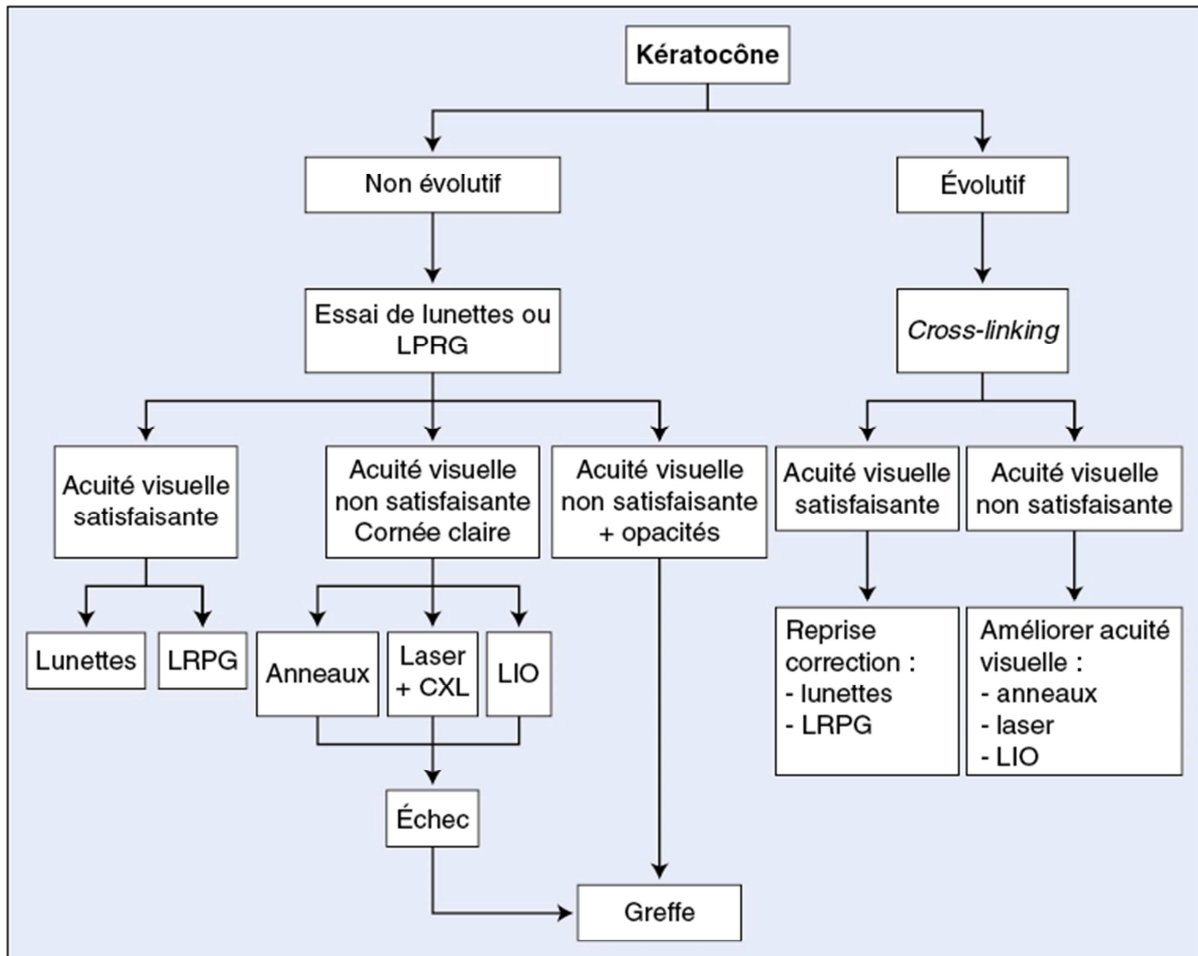 Kératocône
Non évolutif
Évolutif
Essai de lunettes ou
LPRG
Cross-linking
Acuité visuelle
satisfaisante
Acuité visuelle
non satisfaisante
Cornée claire
Acuité visuelle
non satisfaisante
+ opacités
Acuité visuelle
satisfaisante
Acuité visuelle
non satisfaisante
Lunettes
LRPG
Anneaux
Laser
+ CXL
LIO
Reprise
correction :
- lunettes
- LRPG
Améliorer acuité
visuelle :
- anneaux
- laser
- LIO
Échec
Greffe